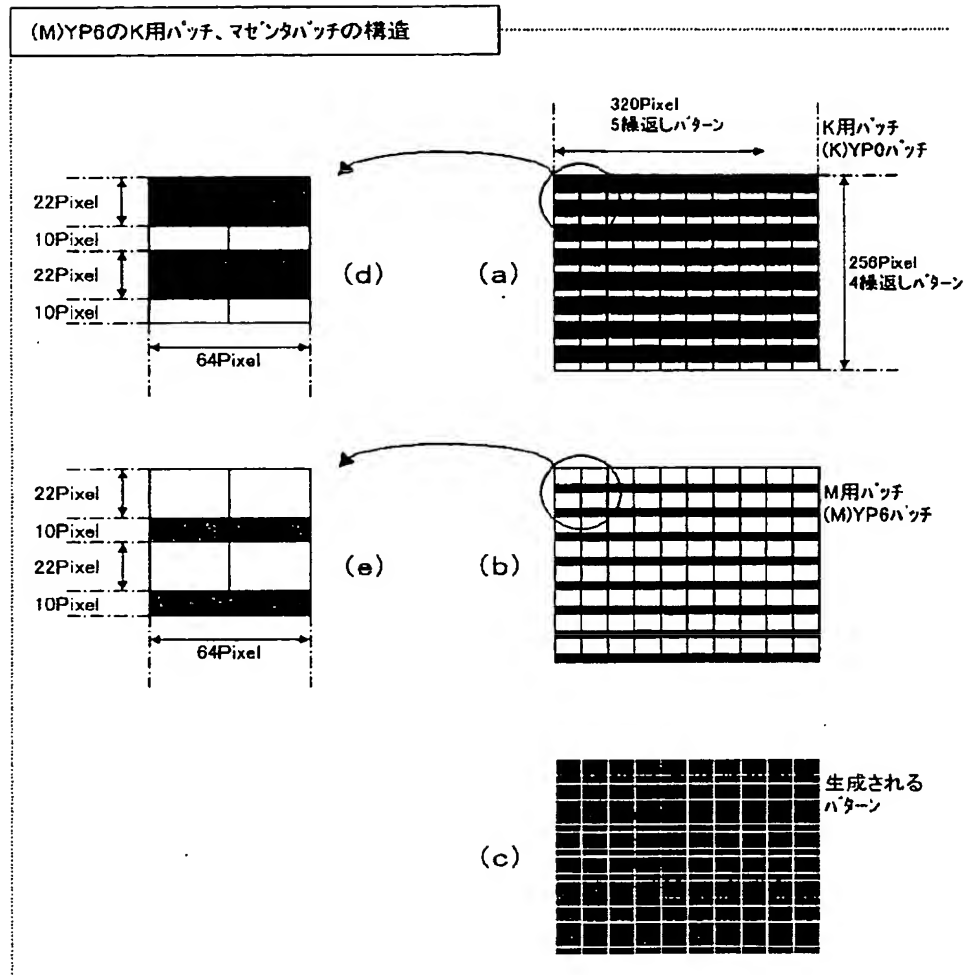 (M)YP6のK用パッチ、マゼンタパッチの構造
320Pixel
5繰返しパターン
K用パッチ
(K)YP0パッチ
22Pixel
10Pixel
22Pixel
10Pixel
64Pixel
(d)
(a)
256Pixel
4繰返しパターン
22Pixel
10Pixel
22Pixel
10Pixel
64Pixel
(e)
(b)
M用パッチ
(M)YP6パッチ
(c)
生成される
パターン